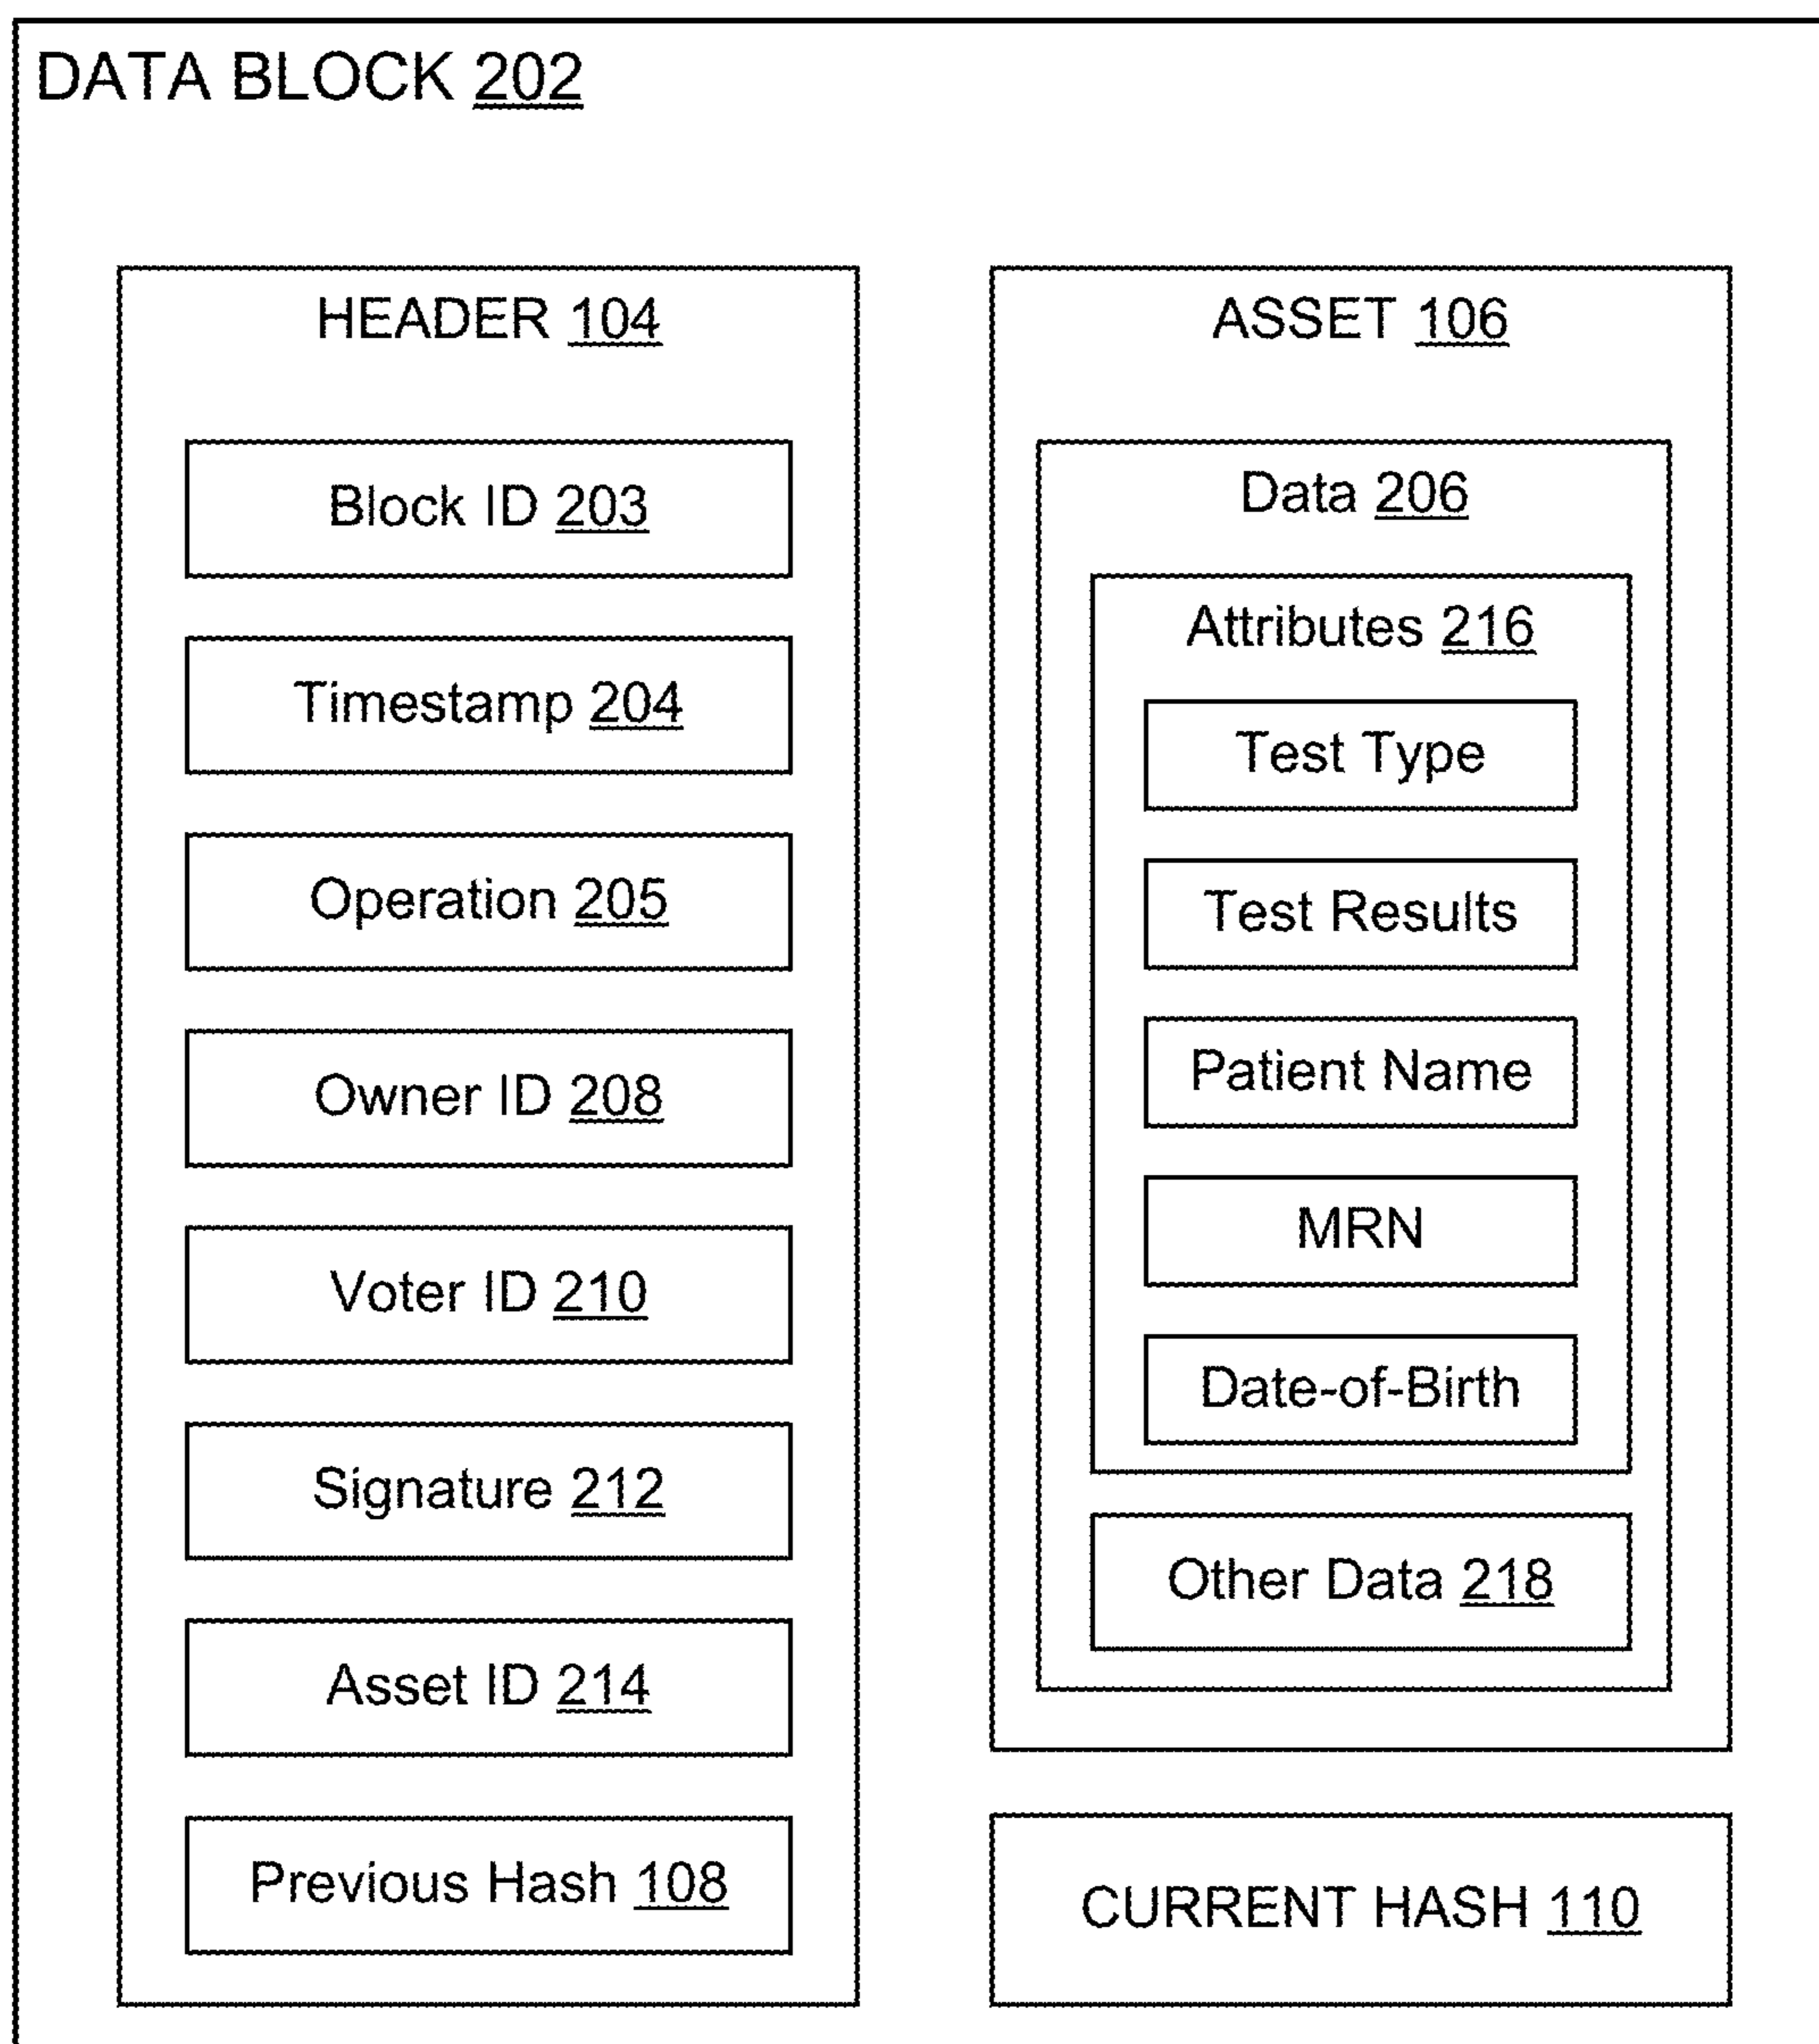 DATA BLOCK 202
HEADER 104
Block ID 203
Timestamp 204
Operation 205
Owner ID 208
Voter ID 210
Signature 212
Asset ID 214
Previous Hash 108
ASSET 106
Data 206
Attributes 216
Test Type
Test Results
Patient Name
MRN
Date-of-Birth
Other Data 218
CURRENT HASH 110